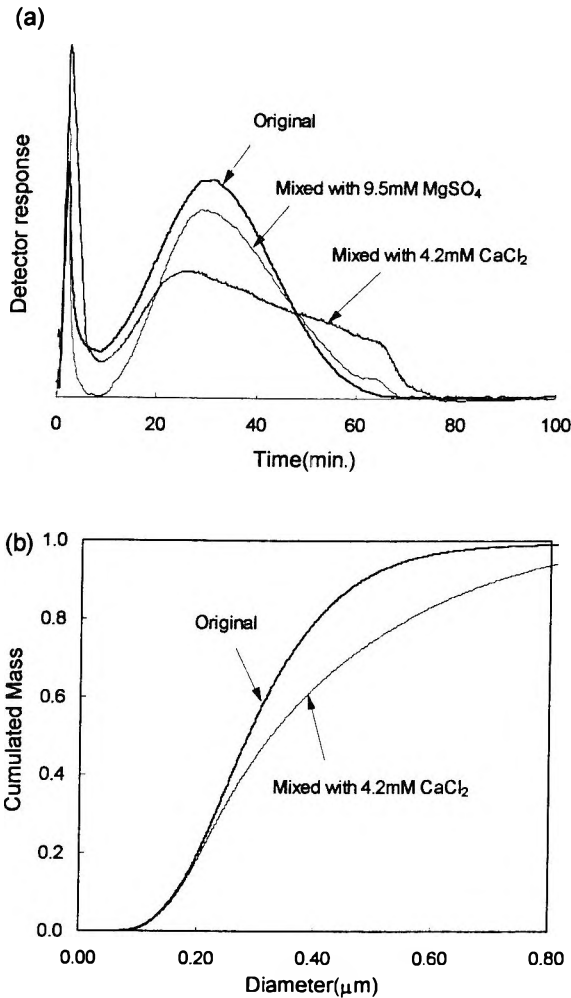 (a)
Detector response
Original
Mixed with 9.5mM MgSO₄
Mixed with 4.2mM CaCl₂
0
20
40
60
80
100
Time(min.)
(b)
Cumulated Mass
1.0
0.8
0.6
0.4
0.2
0.0
Original
Mixed with 4.2mM CaCl₂
0.00
0.20
0.40
0.60
0.80
Diameter(μm)